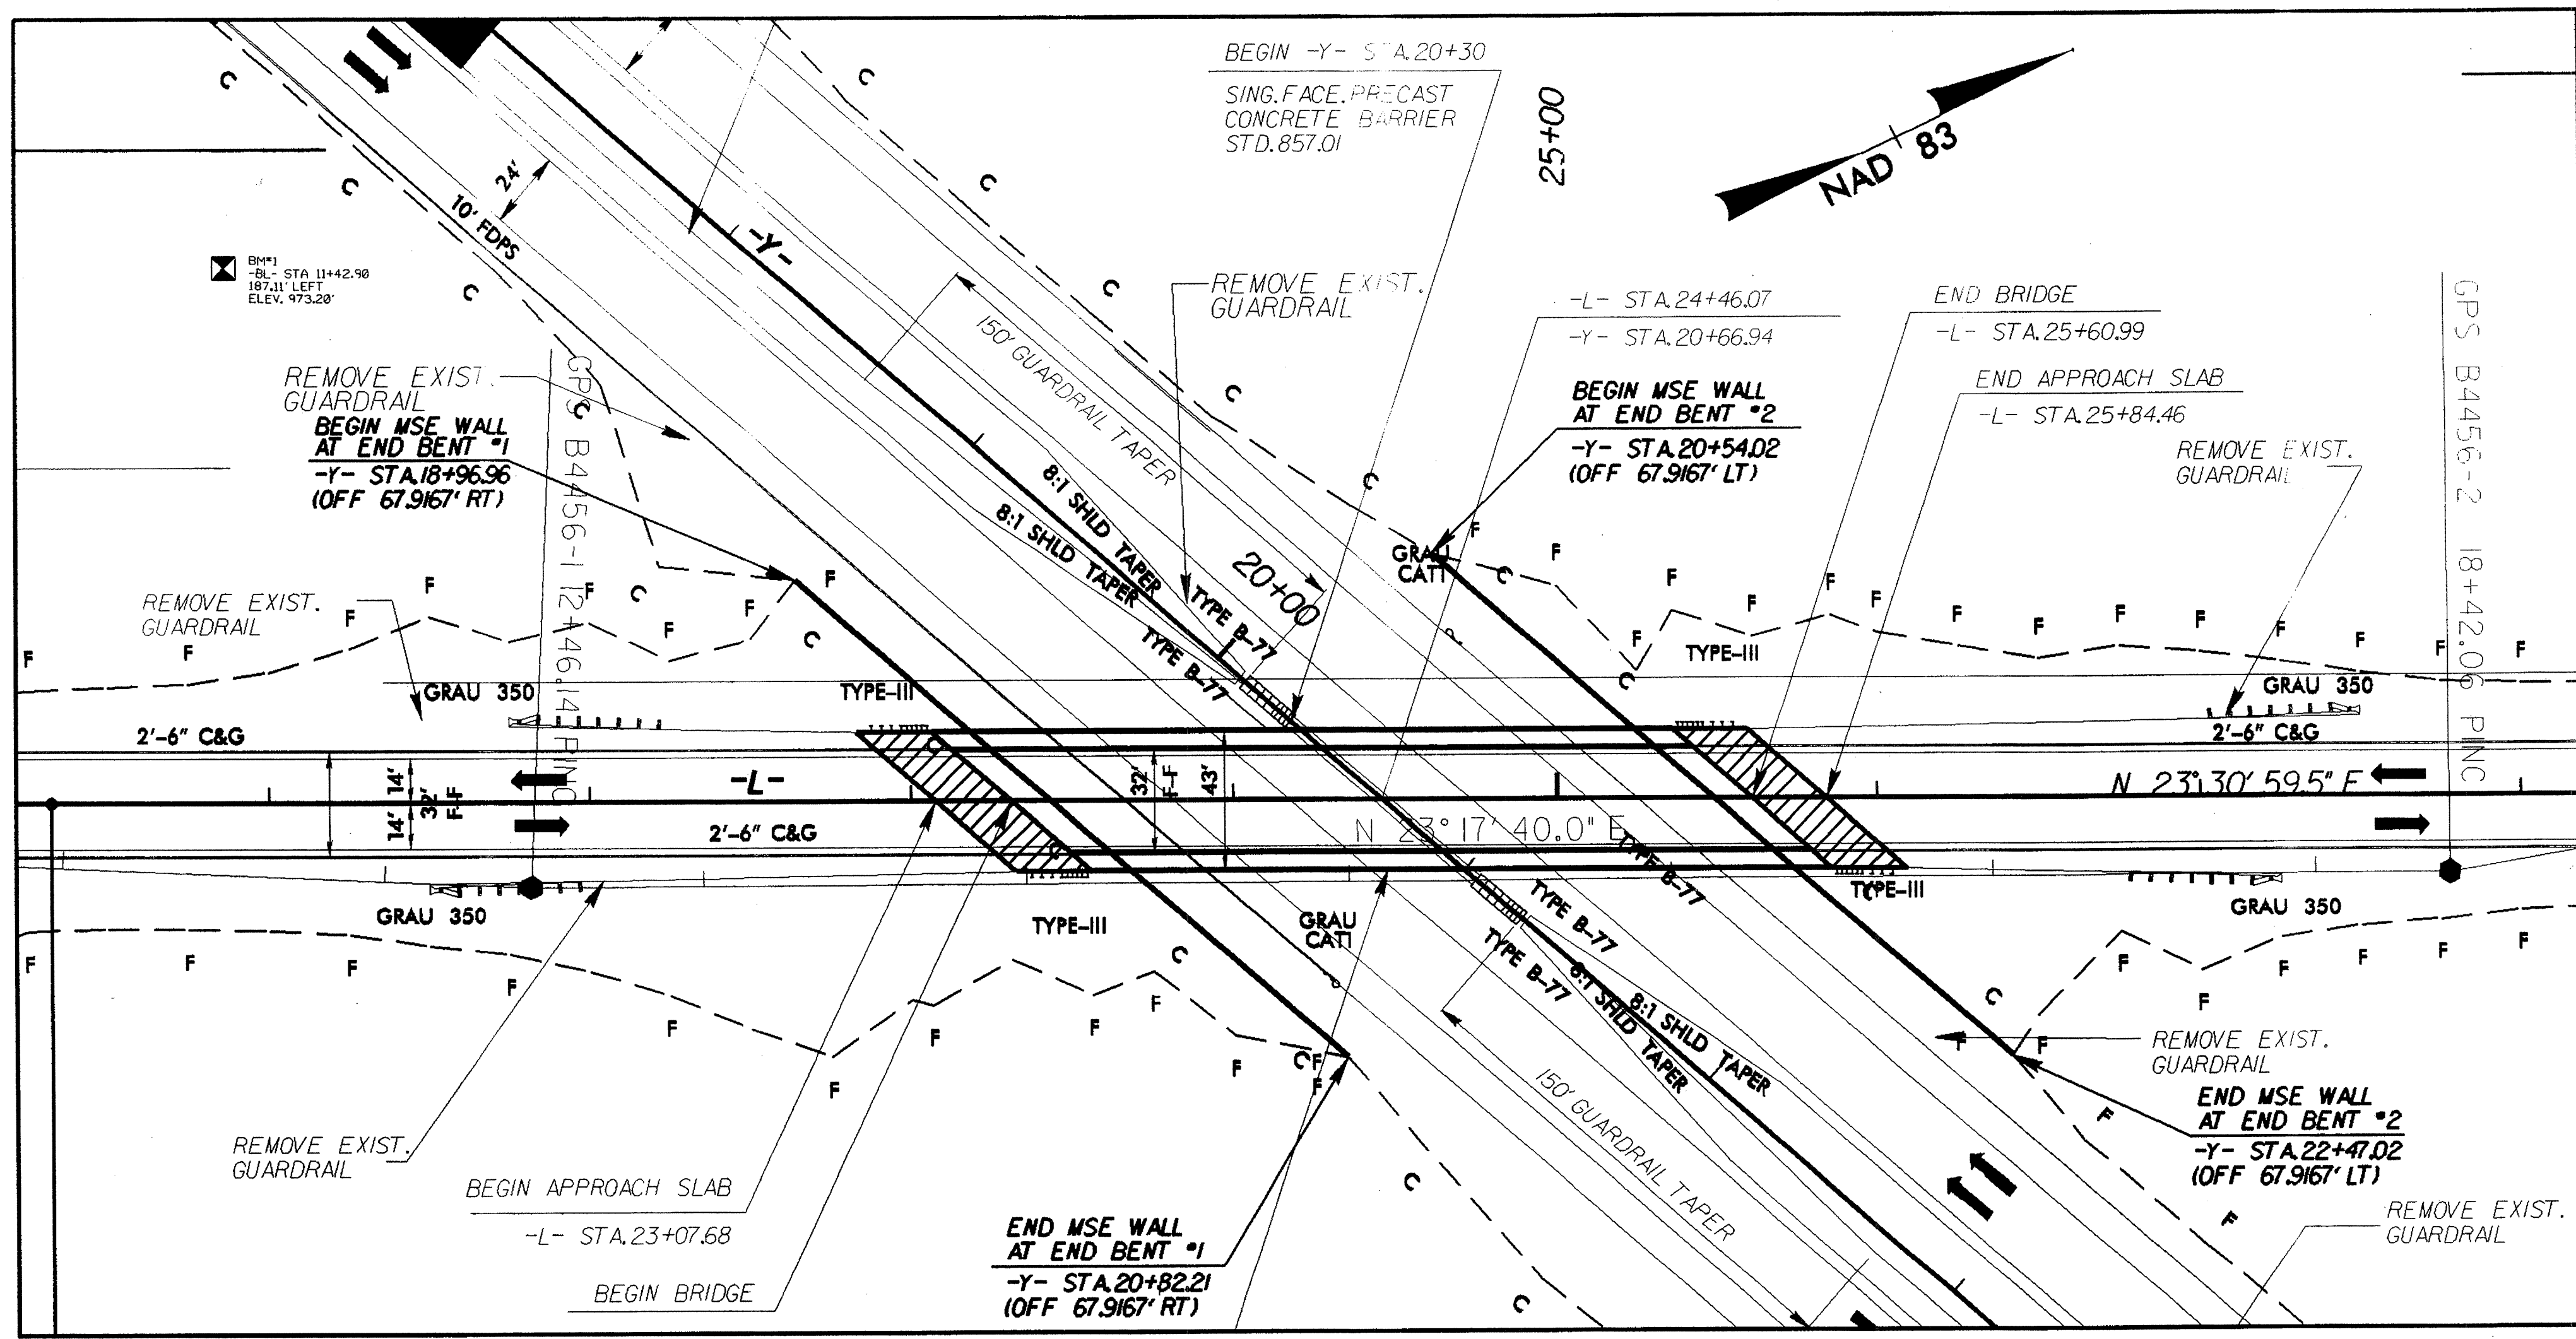 BEGIN -Y- STA.20+30
SING.FACE.PRECAST
CONCRETE BARRIER
STD.857.01
25+00
NAD 83
24'
10' FDPS
-Y-
BM#1
-BL- STA 11+42.90
187.11' LEFT
ELEV. 973.20'
REMOVE EXIST.
GUARDRAIL
-L- STA.24+46.07
-Y- STA.20+66.94
END BRIDGE
-L- STA.25+60.99
END APPROACH SLAB
-L- STA.25+84.46
GPS B4456-2 18+42.06 PINC
150' GUARDRAIL TAPER
REMOVE EXIST.
GUARDRAIL
BEGIN MSE WALL
AT END BENT #1
-Y- STA.18+96.96
(OFF 67.9167' RT)
GPS B4456-1 12+46.14 PINC
BEGIN MSE WALL
AT END BENT #2
-Y- STA.20+54.02
(OFF 67.9167' LT)
REMOVE EXIST.
GUARDRAIL
8:1 SHLD TAPER
8:1 SHLD TAPER
GRAU
CATI
20+00
TYPE B-77
TYPE B-77
REMOVE EXIST.
GUARDRAIL
TYPE-III
GRAU 350
TYPE-III
GRAU 350
2'-6" C&G
2'-6" C&G
14'
14'
32'
F-F
-L-
32'
F-F
43'
N 23°30' 59.5" E
2'-6" C&G
N 23° 17' 40.0" E
TYPE B-77
GRAU 350
TYPE-III
GRAU
CATI
TYPE B-77
TYPE B-77
TYPE-III
GRAU 350
8:1 SHLD TAPER
8:1 SHLD TAPER
150' GUARDRAIL TAPER
REMOVE EXIST.
GUARDRAIL
END MSE WALL
AT END BENT #2
-Y- STA.22+47.02
(OFF 67.9167' LT)
REMOVE EXIST.
GUARDRAIL
REMOVE EXIST.
GUARDRAIL
BEGIN APPROACH SLAB
-L- STA.23+07.68
BEGIN BRIDGE
END MSE WALL
AT END BENT #1
-Y- STA.20+82.21
(OFF 67.9167' RT)